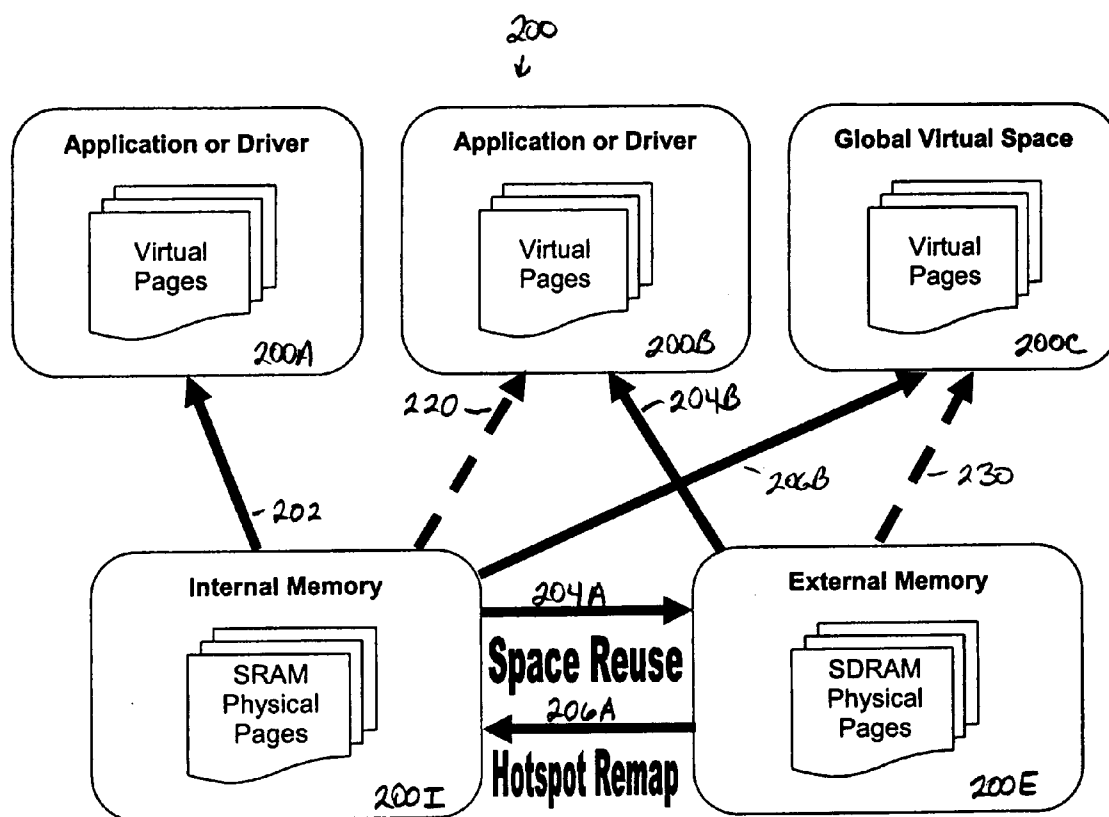 200
Application or Driver
Virtual
Pages
200A
Application or Driver
Virtual
Pages
200B
Global Virtual Space
Virtual
Pages
200C
220
204B
206B
230
202
Internal Memory
SRAM
Physical
Pages
200I
204A
Space Reuse
206A
Hotspot Remap
External Memory
SDRAM
Physical
Pages
200E